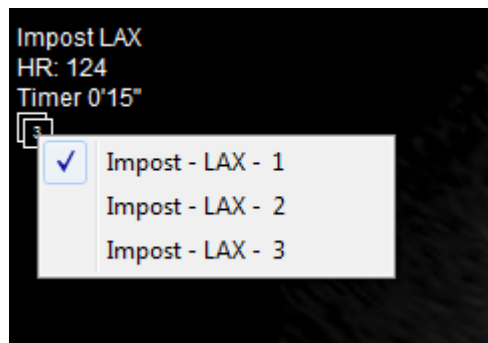 Impost LAX
HR: 124
Timer 0'15"
3
Impost - LAX - 1
Impost - LAX - 2
Impost - LAX - 3